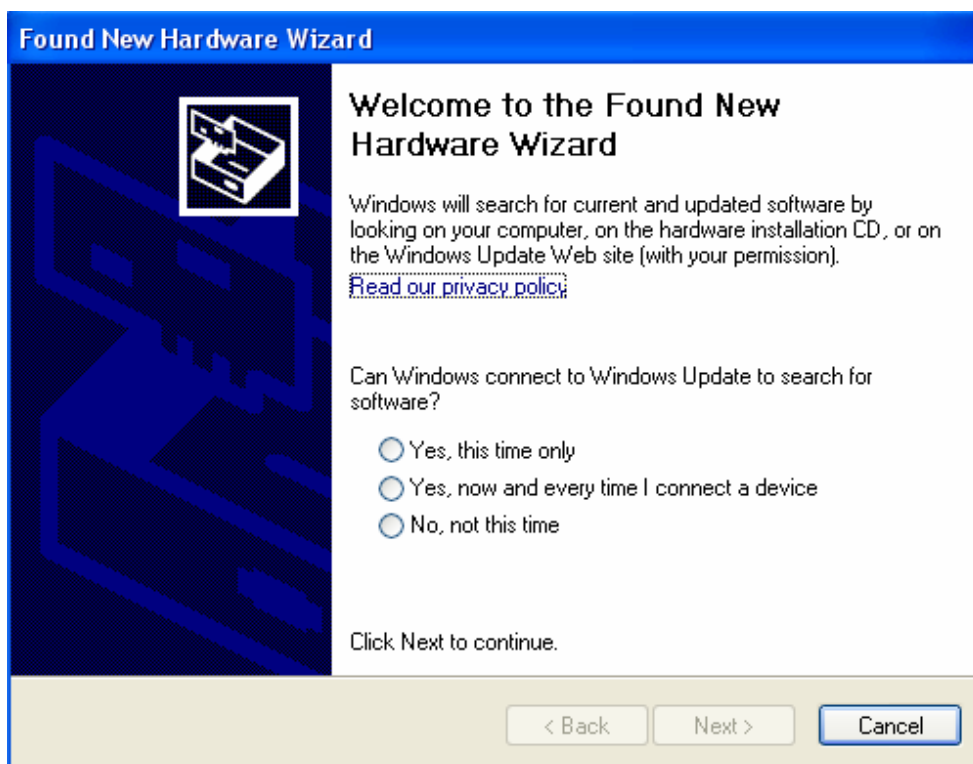 Found New Hardware Wizard
Welcome to the Found New
Hardware Wizard
Windows will search for current and updated software by
looking on your computer, on the hardware installation CD, or on
the Windows Update Web site (with your permission).
Read our privacy policy
Can Windows connect to Windows Update to search for
software?
Yes, this time only
Yes, now and every time I connect a device
No, not this time
Click Next to continue.
< Back Next > Cancel